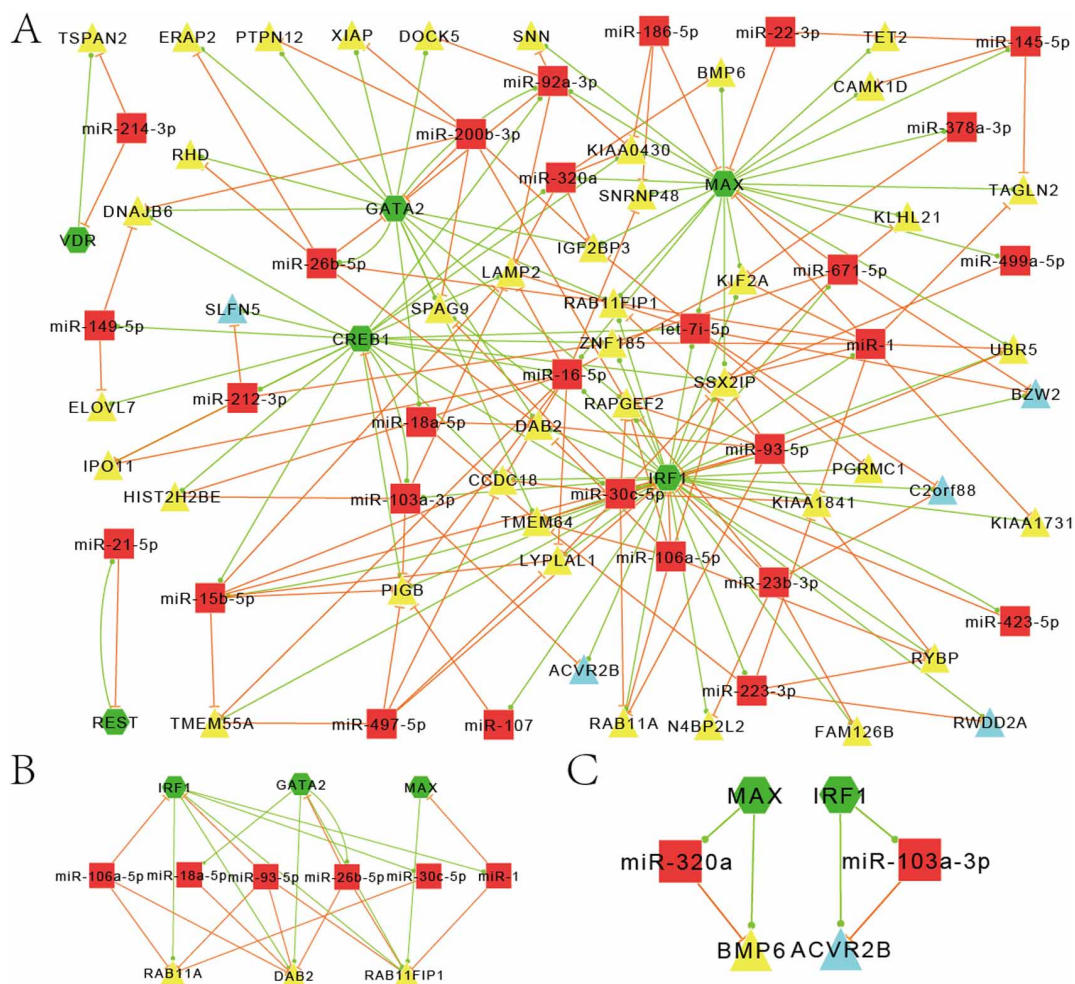 A
TSPAN2 ERAP2 PTPN12 XIAP DOCK5 SNN miR-186-5p miR-22-3p TET2 miR-145-5p
miR-92a-3p BMP6 CAMK1D
miR-214-3p miR-200b-3p miR-378a-3p
RHD KIAA0430
miR-320a MAX
DNAJB6 GATA2 SNRNP48 TAGLN2
VDR KLHL21
miR-26b-5p LAMP2 IGF2BP3 KIF2A miR-671-5p miR-499a-5p
SLFN5 SPAG9 RAB11FIP1
miR-149-5p CREB1 ZNF185 let-7i-5p miR-1 UBR5
miR-16-5p SSX2IP
ELOVL7 miR-212-3p RAPGEF2 BZW2
miR-18a-5p DAB2
IPO11 miR-93-5p
HIST2H2BE miR-103a-3p CCDC18 miR-30c-5p IRF1 PGRMC1 C2orf88
KIAA1841
miR-21-5p TMEM64 KIAA1731
LYPLAL1 miR-106a-5p
miR-15b-5p PIGB miR-23b-3p
miR-423-5p
ACVR2B RYBP
miR-223-3p
REST TMEM55A miR-497-5p miR-107 RAB11A N4BP2L2 FAM126B RWDD2A
B
IRF1 GATA2 MAX
miR-106a-5p miR-18a-5p miR-93-5p miR-26b-5p miR-30c-5p miR-1
RAB11A DAB2 RAB11FIP1
C
MAX IRF1
miR-320a miR-103a-3p
BMP6 ACVR2B